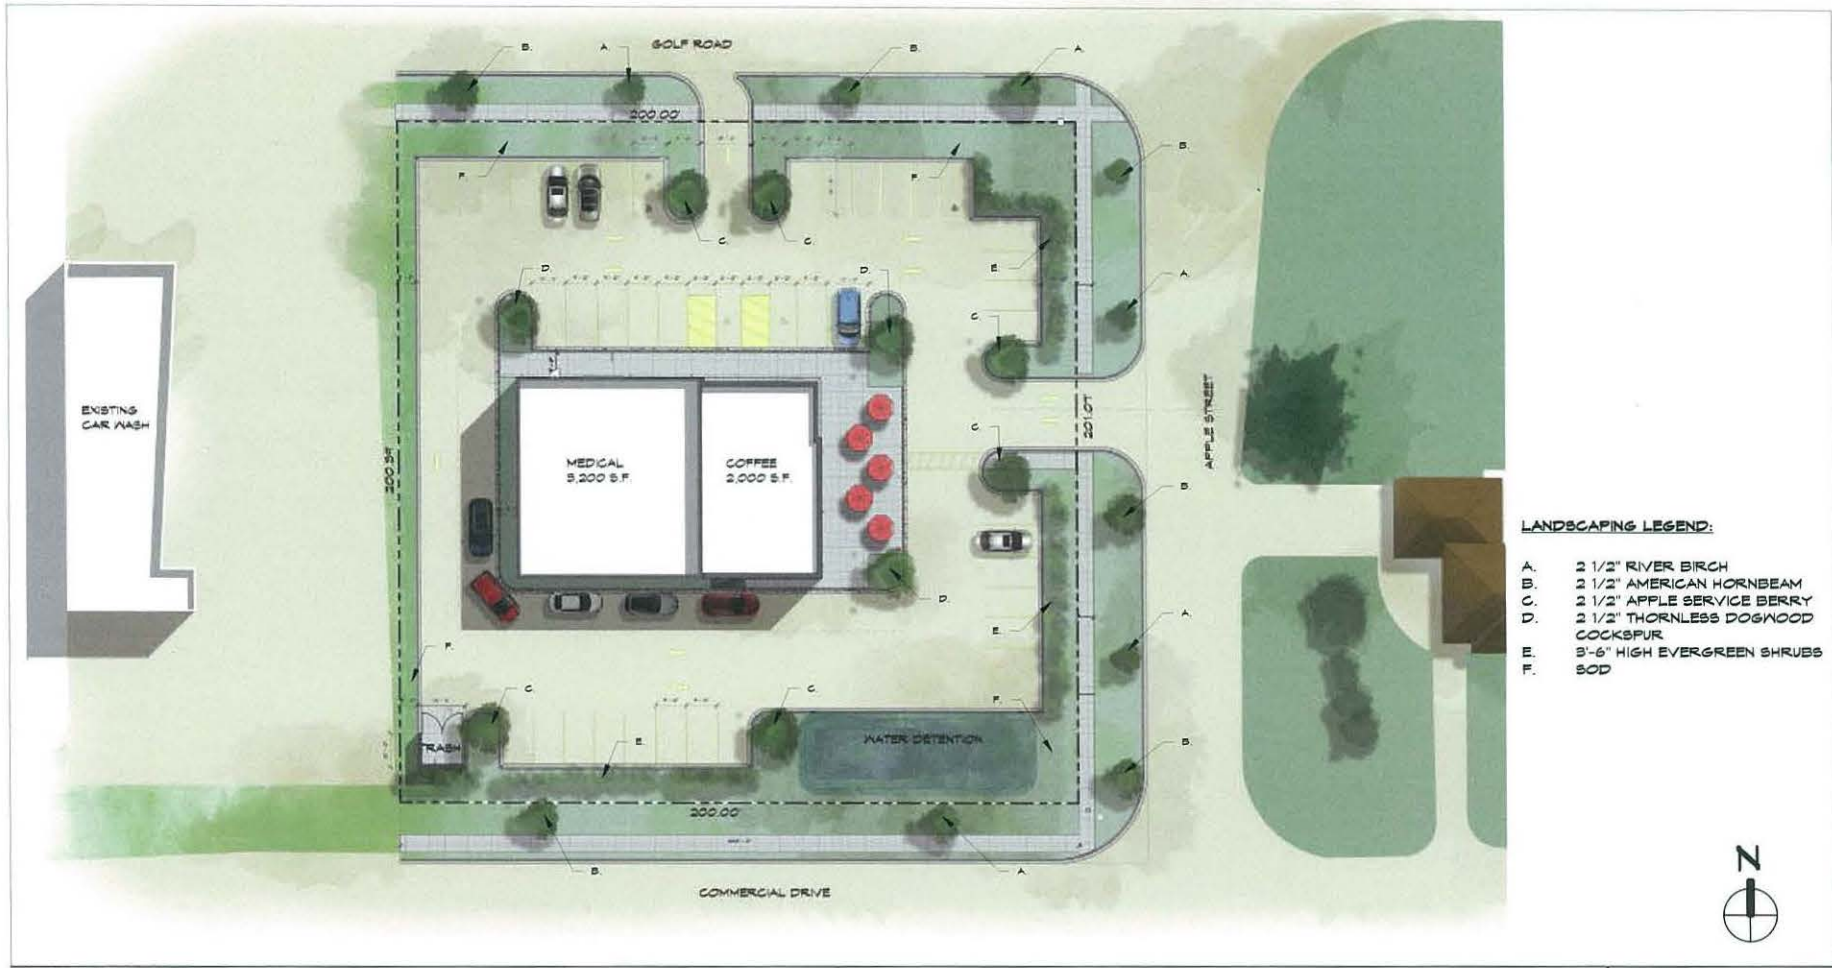 GOLF ROAD
B.
A.
B.
A.
200.00'
B.
F.
F.
C.
C.
E.
D.
D.
A.
C.
EXISTING
CAR WASH
APPLE STREET
201.07
C.
MEDICAL
3,200 S.F.
COFFEE
2,000 S.F.
B.
D.
E.
A.
F.
C.
C.
F.
TRASH
E.
WATER DETENTION
B.
200.00'
B.
A.
COMMERCIAL DRIVE
LANDSCAPING LEGEND:
A. 2 1/2" RIVER BIRCH
B. 2 1/2" AMERICAN HORNBEAM
C. 2 1/2" APPLE SERVICE BERRY
D. 2 1/2" THORNLESS DOGWOOD
COCKSPUR
E. 3'-6" HIGH EVERGREEN SHRUBS
F. SOD
N